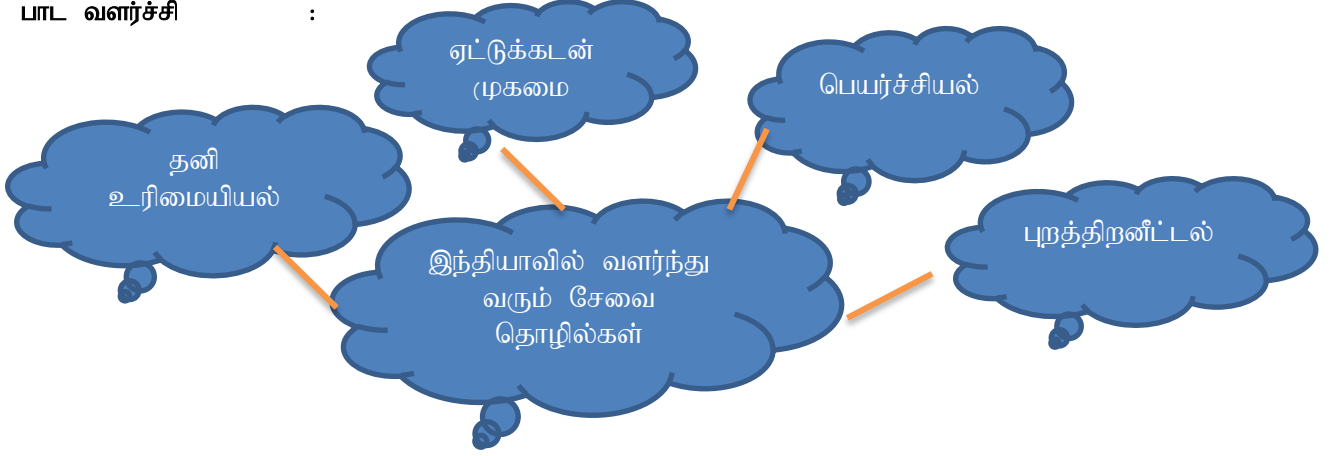 பாட வளர்ச்சி :
ஏட்டுக்கடன்
முகமை
பெயர்ச்சியல்
தனி
உரிமையியல்
புறத்திறனீட்டல்
இந்தியாவில் வளர்ந்து
வரும் சேவை
தொழில்கள்